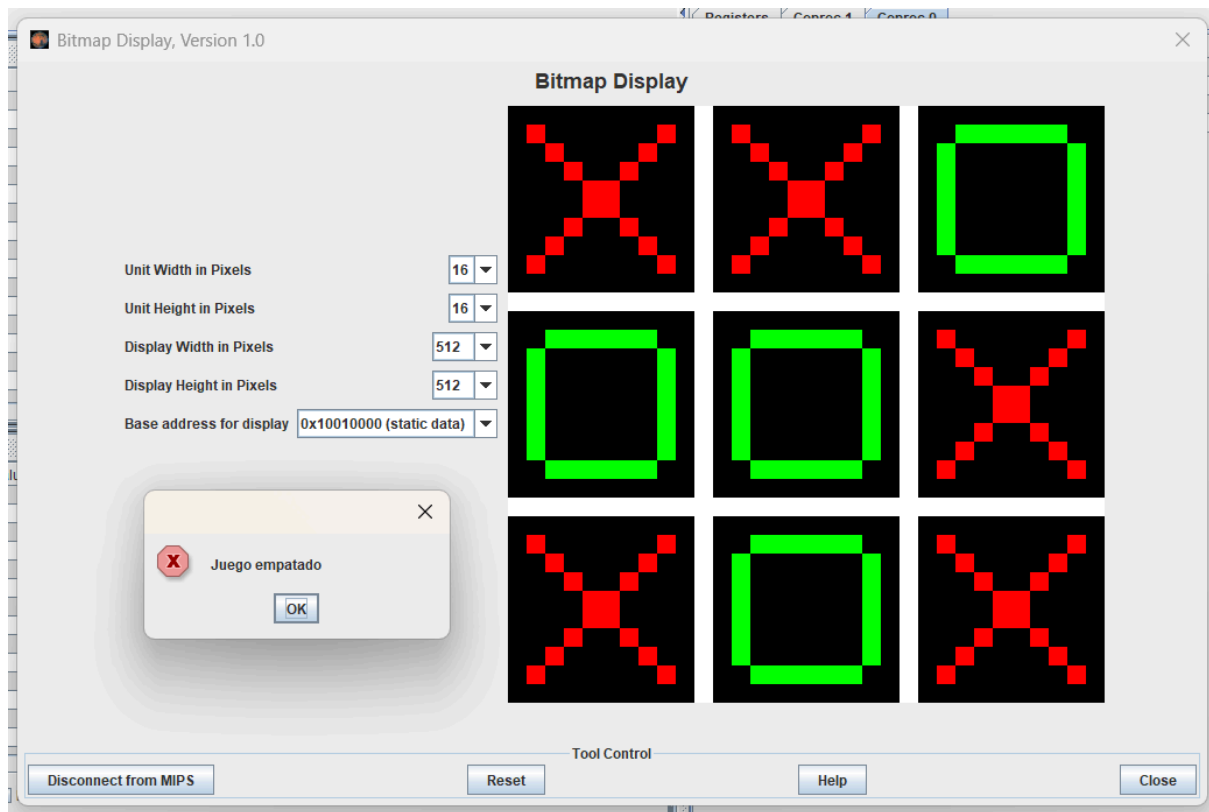 Registers Coproc 1 Coproc 0
Bitmap Display, Version 1.0
Bitmap Display
Unit Width in Pixels 16
Unit Height in Pixels 16
Display Width in Pixels 512
Display Height in Pixels 512
Base address for display 0x10010000 (static data)
Juego empatado
OK
Tool Control
Disconnect from MIPS Reset Help Close